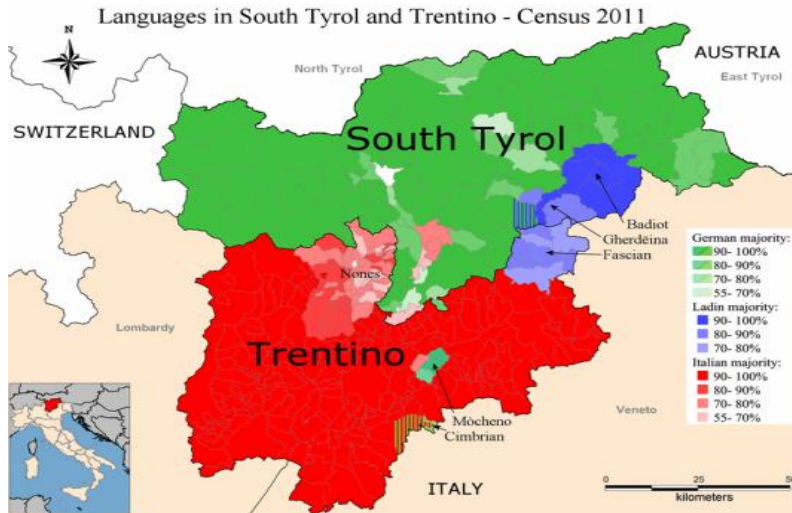 Languages in South Tyrol and Trentino - Census 2011
AUSTRIA
North Tyrol
East Tyrol
SWITZERLAND
South Tyrol
Badiot
Gherdëina
Fascian
Nones
Lombardy
Trentino
Mócheno
Cimbrian
Veneto
ITALY
German majority:
90- 100%
80- 90%
70- 80%
55- 70%
Ladin majority:
90- 100%
80- 90%
70- 80%
Italian majority:
90- 100%
80- 90%
70- 80%
55- 70%
0 25 50
kilometers